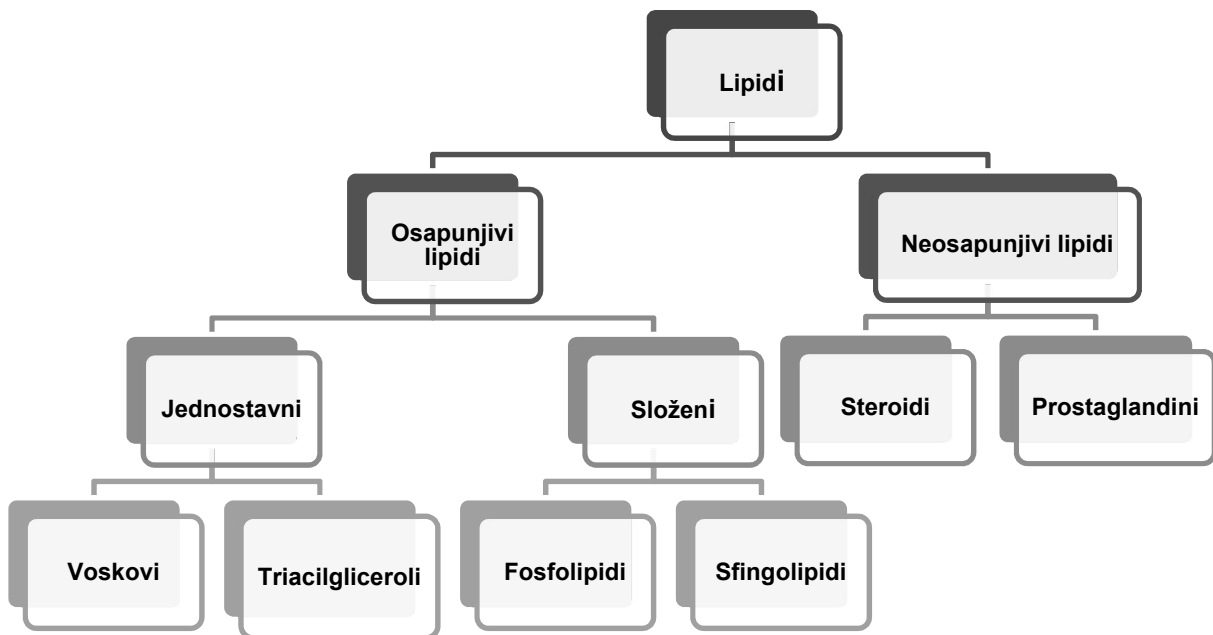 Lipidi
Osapunjivi
lipidi
Neosapunjivi lipidi
Jednostavni
Složeni
Steroidi
Prostaglandini
Voskovi
Triacilgliceroli
Fosfolipidi
Sfingolipidi